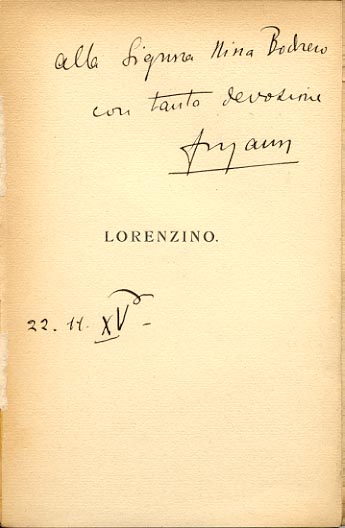 alla Signora Nina Bodrero
con tanta devozione
LORENZINO.
22. 11. XV -